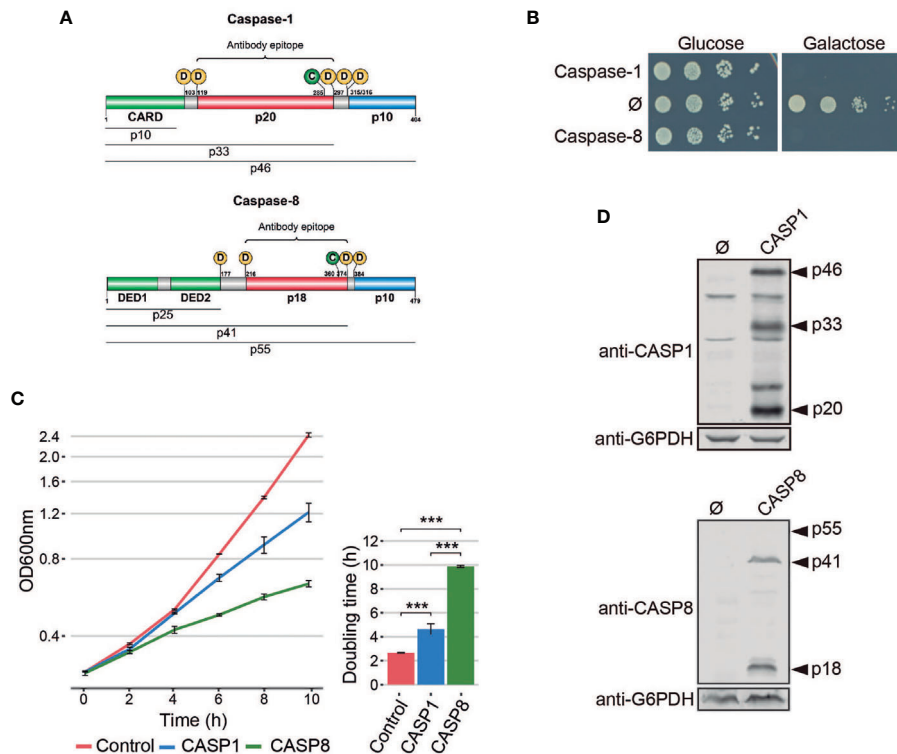 A
Caspase-1
Antibody epitope
D D C D D D
103 119 285 297 315/316
CARD p20 p10
1 404
p10
p33
p46
Caspase-8
Antibody epitope
D D C D D
177 216 360 374 384
DED1 DED2 p18 p10
1 479
p25
p41
p55
B
Glucose Galactose
Caspase-1
Ø
Caspase-8
C
OD600nm
2.4
2.0
1.6
1.2
0.8
0.4
0 2 4 6 8 10
Time (h)
Control CASP1 CASP8
Doubling time (h)
12
10
8
6
4
2
0
***
***
***
Control
CASP1
CASP8
D
Ø CASP1
p46
p33
anti-CASP1
p20
anti-G6PDH
Ø CASP8
p55
p41
anti-CASP8
p18
anti-G6PDH